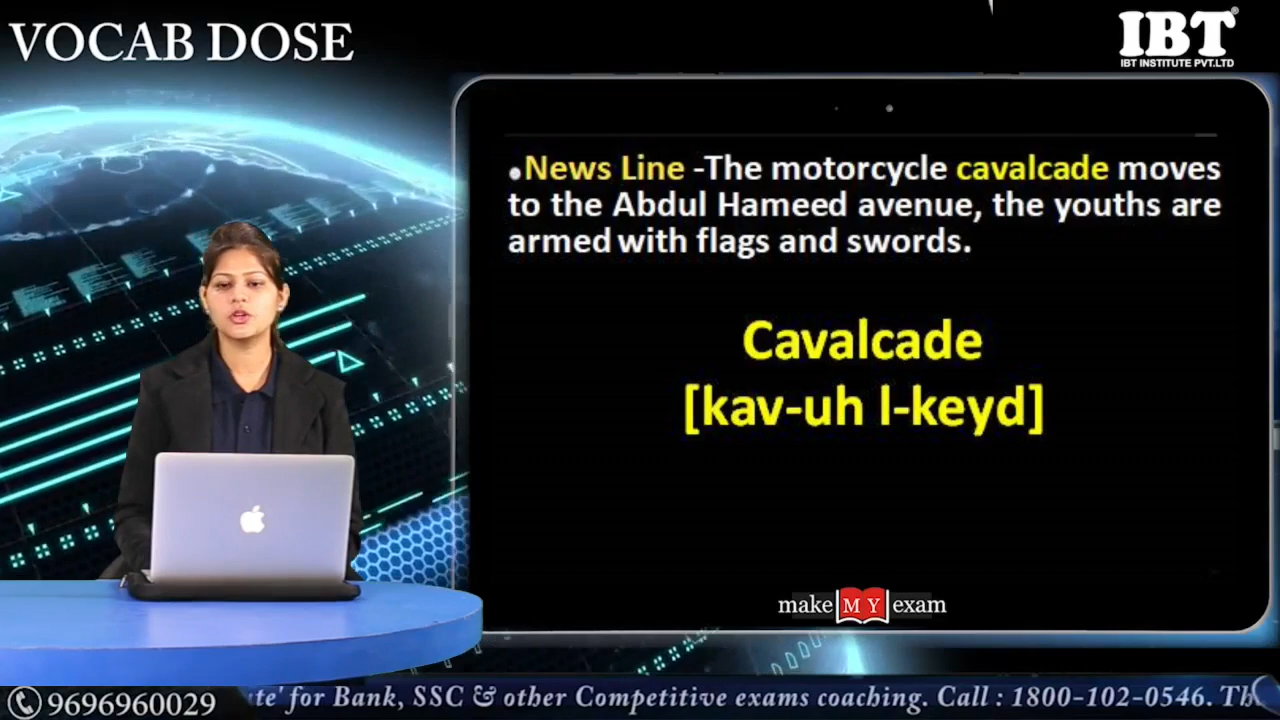 VOCAB DOSE
IBT®
IBT INSTITUTE PVT.LTD
•News Line -The motorcycle cavalcade moves
to the Abdul Hameed avenue, the youths are
armed with flags and swords.
Cavalcade
[kav-uh l-keyd]
make MY exam
9696960029
te' for Bank, SSC & other Competitive exams coaching. Call : 1800-102-0546. Th